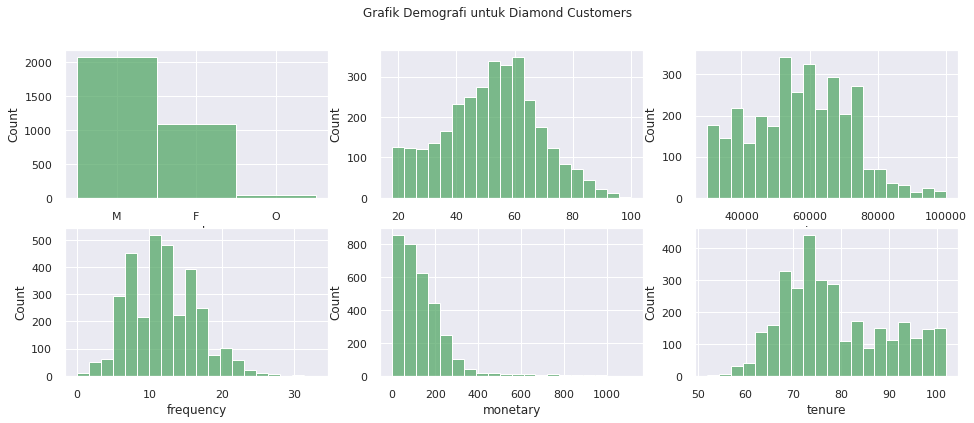 Grafik Demografi untuk Diamond Customers
Count
2000
1500
1000
500
0
M F O
Count
300
200
100
0
20 40 60 80 100
Count
300
200
100
0
40000 60000 80000 100000
Count
500
400
300
200
100
0
0 10 20 30
frequency
Count
800
600
400
200
0
0 200 400 600 800 1000
monetary
Count
400
300
200
100
0
50 60 70 80 90 100
tenure